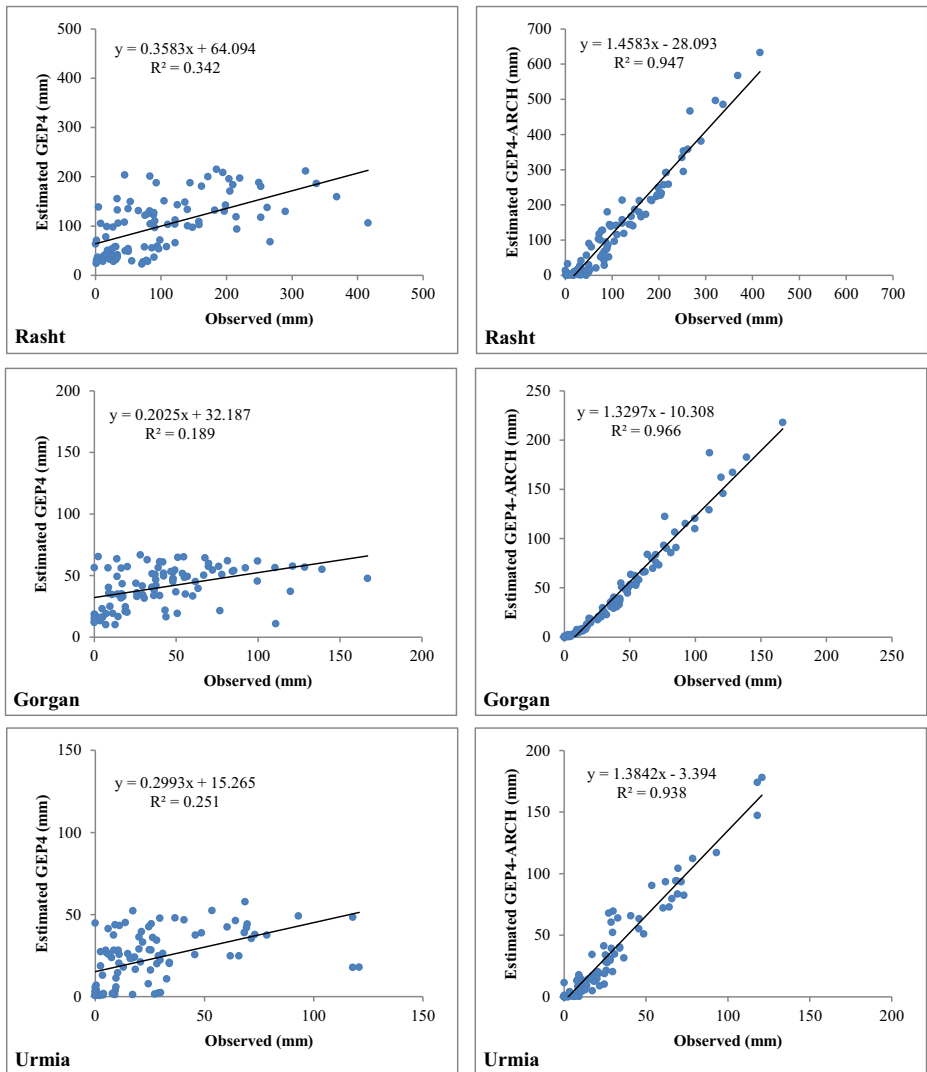 500
400
300
200
100
0
0 100 200 300 400 500
Estimated GEP4 (mm)
Observed (mm)
y = 0.3583x + 64.094
R² = 0.342
Rasht
700
600
500
400
300
200
100
0
0 100 200 300 400 500 600 700
Estimated GEP4-ARCH (mm)
Observed (mm)
y = 1.4583x - 28.093
R² = 0.947
Rasht
200
150
100
50
0
0 50 100 150 200
Estimated GEP4 (mm)
Observed (mm)
y = 0.2025x + 32.187
R² = 0.189
Gorgan
250
200
150
100
50
0
0 50 100 150 200 250
Estimated GEP4-ARCH (mm)
Observed (mm)
y = 1.3297x - 10.308
R² = 0.966
Gorgan
150
100
50
0
0 50 100 150
Estimated GEP4 (mm)
Observed (mm)
y = 0.2993x + 15.265
R² = 0.251
Urmia
200
150
100
50
0
0 50 100 150 200
Estimated GEP4-ARCH (mm)
Observed (mm)
y = 1.3842x - 3.394
R² = 0.938
Urmia